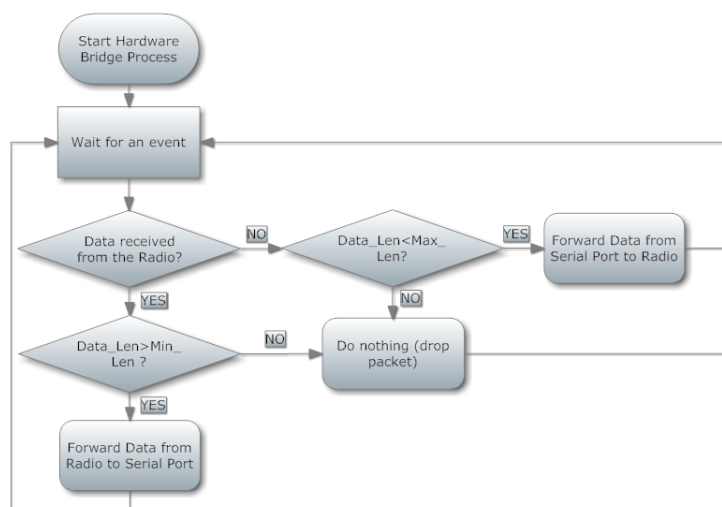 Start Hardware
Bridge Process
Wait for an event
Data received
from the Radio?
NO
Data_Len<Max_
Len?
YES
Forward Data from
Serial Port to Radio
YES
NO
Data_Len>Min_
Len ?
NO
Do nothing (drop
packet)
YES
Forward Data from
Radio to Serial Port